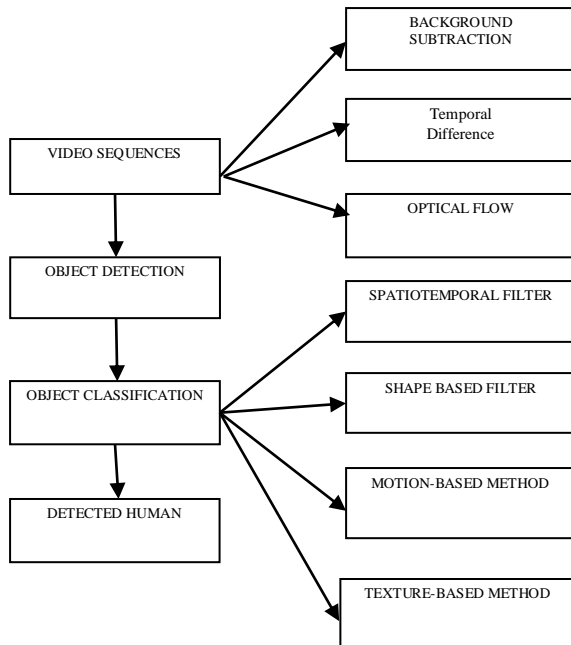 BACKGROUND
SUBTRACTION
Temporal
Difference
VIDEO SEQUENCES
OPTICAL FLOW
OBJECT DETECTION
SPATIOTEMPORAL FILTER
OBJECT CLASSIFICATION
SHAPE BASED FILTER
MOTION-BASED METHOD
DETECTED HUMAN
TEXTURE-BASED METHOD